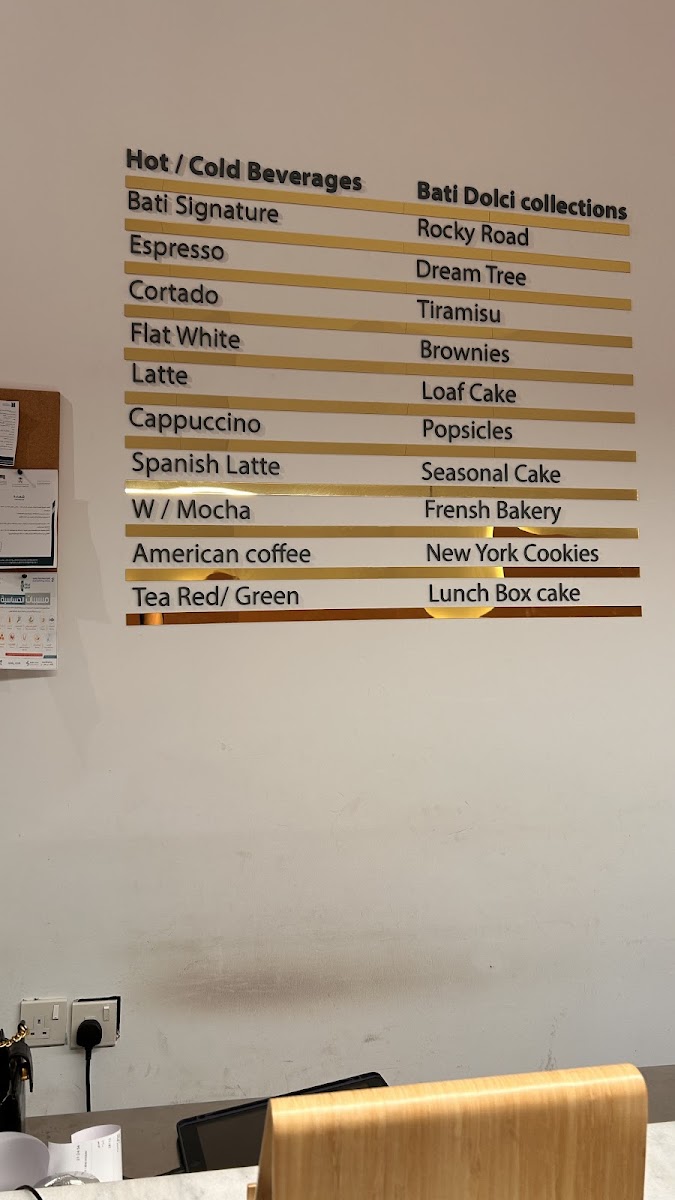 Hot / Cold Beverages
Bati Signature
Espresso
Cortado
Flat White
Latte
Cappuccino
Spanish Latte
W / Mocha
American coffee
Tea Red/ Green
Bati Dolci collections
Rocky Road
Dream Tree
Tiramisu
Brownies
Loaf Cake
Popsicles
Seasonal Cake
Frensh Bakery
New York Cookies
Lunch Box cake